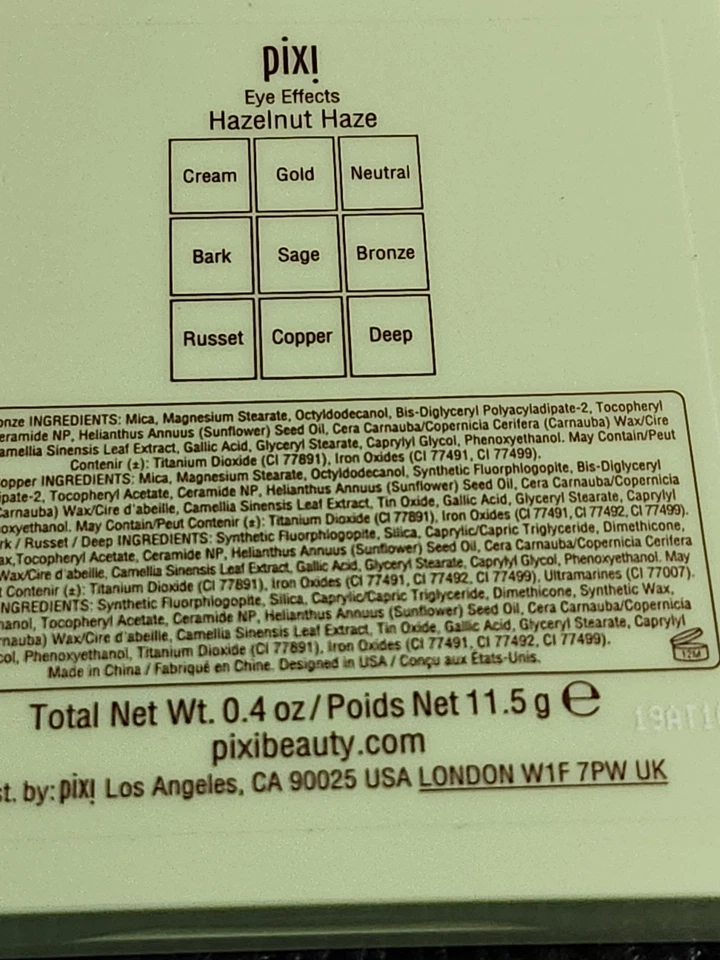 pixi
Eye Effects
Hazelnut Haze
Cream Gold Neutral
Bark Sage Bronze
Russet Copper Deep
onze INGREDIENTS: Mica, Magnesium Stearate, Octyldodecanol, Bis-Diglyceryl Polyacyladipate-2, Tocopheryl
eramide NP, Helianthus Annuus (Sunflower) Seed Oil, Cera Carnauba/Copernicia Cerifera (Carnauba) Wax/Cire
amellia Sinensis Leaf Extract, Gallic Acid, Glyceryl Stearate, Caprylyl Glycol, Phenoxyethanol. May Contain/Peut
Contenir (±): Titanium Dioxide (CI 77891), Iron Oxides (CI 77491, CI 77499).
opper INGREDIENTS: Mica, Magnesium Stearate, Octyldodecanol, Synthetic Fluorphlogopite, Bis-Diglyceryl
ipate-2, Tocopheryl Acetate, Ceramide NP, Helianthus Annuus (Sunflower) Seed Oil, Cera Carnauba/Copernicia
Carnauba) Wax/Cire d'abeille, Camellia Sinensis Leaf Extract, Tin Oxide, Gallic Acid, Glyceryl Stearate, Caprylyl
oxyethanol. May Contain/Peut Contenir (±): Titanium Dioxide (CI 77891), Iron Oxides (CI 77491, CI 77492, CI 77499).
rk / Russet / Deep INGREDIENTS: Synthetic Fluorphlogopite, Silica, Caprylic/Capric Triglyceride, Dimethicone,
ax, Tocopheryl Acetate, Ceramide NP, Helianthus Annuus (Sunflower) Seed Oil, Cera Carnauba/Copernicia Cerifera
Wax/Cire d'abeille, Camellia Sinensis Leaf Extract, Gallic Acid, Glyceryl Stearate, Caprylyl Glycol, Phenoxyethanol. May
t Contenir (±): Titanium Dioxide (CI 77891), Iron Oxides (CI 77491, CI 77492, CI 77499), Ultramarines (CI 77007).
NGREDIENTS: Synthetic Fluorphlogopite, Silica, Caprylic/Capric Triglyceride, Dimethicone, Synthetic Wax,
hanol, Tocopheryl Acetate, Ceramide NP, Helianthus Annuus (Sunflower) Seed Oil, Cera Carnauba/Copernicia
rnauba) Wax/Cire d'abeille, Camellia Sinensis Leaf Extract, Tin Oxide, Gallic Acid, Glyceryl Stearate, Caprylyl
col, Phenoxyethanol, Titanium Dioxide (CI 77891), Iron Oxides (CI 77491, CI 77492, CI 77499).
Made in China / Fabriqué en Chine. Designed in USA / Conçu aux États-Unis.
12M
Total Net Wt. 0.4 oz / Poids Net 11.5 g ℮
pixibeauty.com
st. by: pixi Los Angeles, CA 90025 USA LONDON W1F 7PW UK